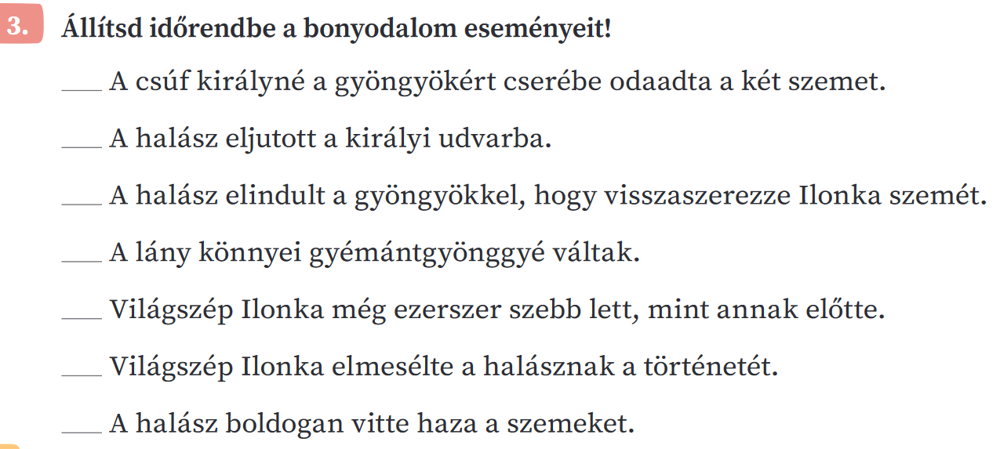 3. Állítsd időrendbe a bonyodalom eseményeit!
___ A csúf királyné a gyöngyökért cserébe odaadta a két szemet.
___ A halász eljutott a királyi udvarba.
___ A halász elindult a gyöngyökkel, hogy visszaszerezze Ilonka szemét.
___ A lány könnyei gyémántgyönggyé váltak.
___ Világszép Ilonka még ezerszer szebb lett, mint annak előtte.
___ Világszép Ilonka elmesélte a halásznak a történetét.
___ A halász boldogan vitte haza a szemeket.